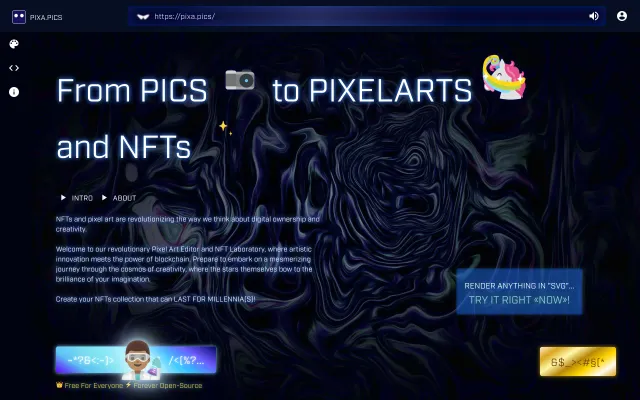 PIXA.PICS
https://pixa.pics/
From PICS to PIXELARTS
and NFTs
INTRO ABOUT
NFTs and pixel art are revolutionizing the way we think about digital ownership and
creativity.
Welcome to our revolutionary Pixel Art Editor and NFT Laboratory, where artistic
innovation meets the power of blockchain. Prepare to embark on a mesmerizing
journey through the cosmos of creativity, where the stars themselves bow to the
brilliance of your imagination.
Create your NFTs collection that can LAST FOR MILLENNIA(S)!
RENDER ANYTHING IN "SVG"...
TRY IT RIGHT «NOW»!
/<[%?...
&$_><#§[*
Free For Everyone Forever Open-Source